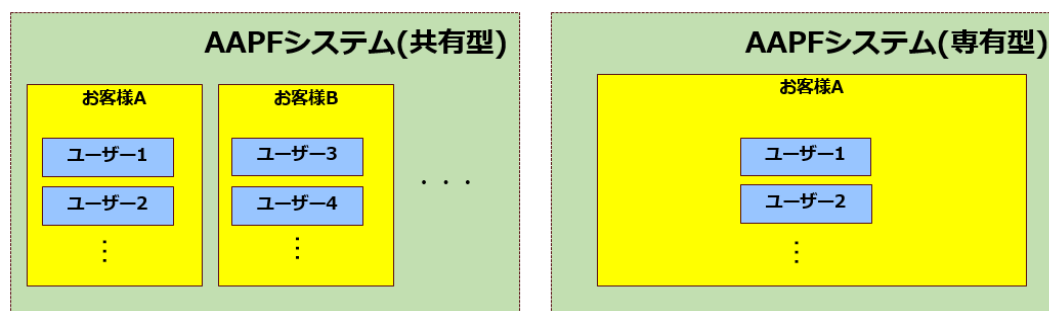 AAPFシステム(共有型)
お客様A
ユーザー1
ユーザー2
⋮
お客様B
ユーザー3
ユーザー4
⋮
・・・
AAPFシステム(専有型)
お客様A
ユーザー1
ユーザー2
⋮